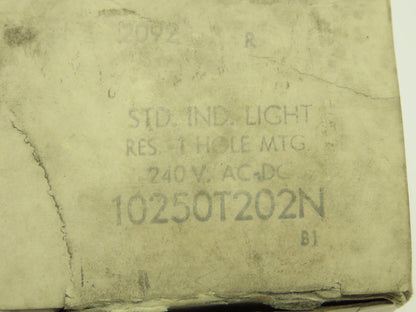 2092 R
STD. IND. LIGHT
RES. 1 HOLE MTG
240 V. AC-DC
10250T202N
B1